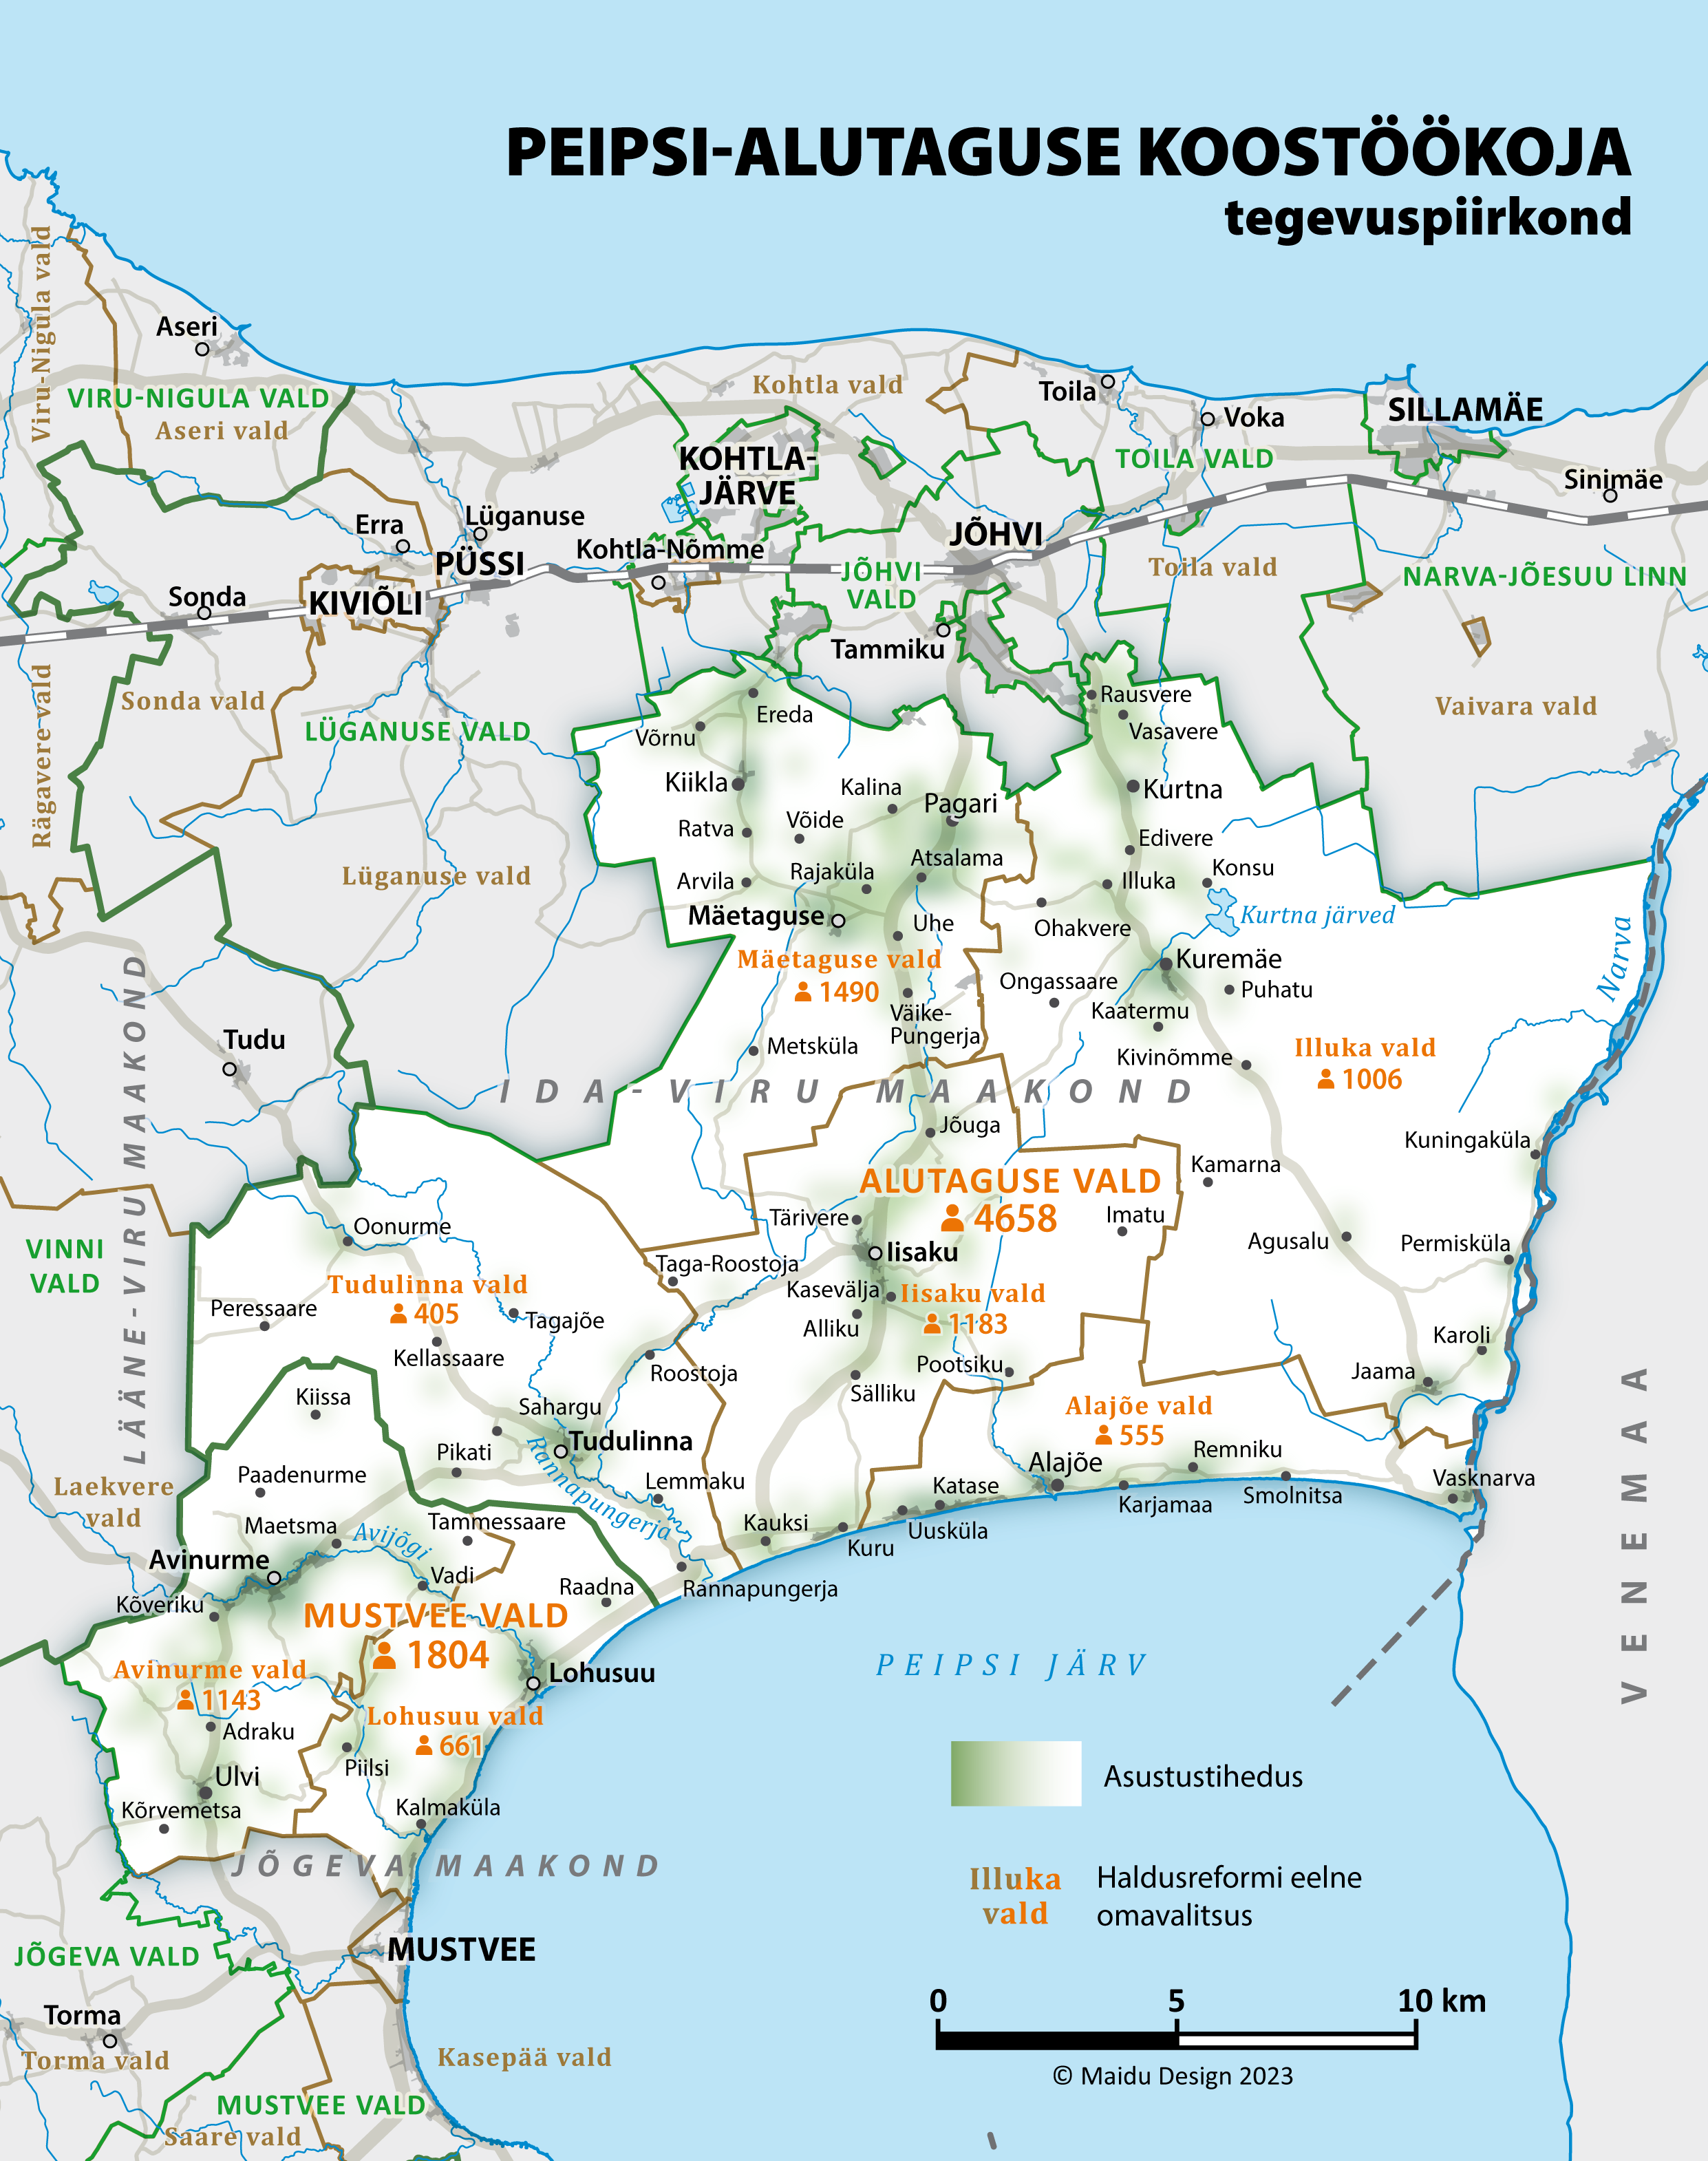 PEIPSI-ALUTAGUSE KOOSTÖÖKOJA
tegevuspiirkond
Viru-Nigula vald
Aseri
VIRU-NIGULA VALD
Aseri vald
Kohtla vald
Toila
Voka
SILLAMÄE
TOILA VALD
Sinimäe
KOHTLA-
JÄRVE
Erra
Lüganuse
PÜSSI
Kohtla-Nõmme
JÕHVI
JÕHVI
VALD
Toila vald
NARVA-JÕESUU LINN
Sonda
KIVIÕLI
Tammiku
Rägavere vald
Sonda vald
LÜGANUSE VALD
Vaivara vald
Ereda
Võrnu
Rausvere
Vasavere
Kiikla
Kalina
Pagari
Kurtna
Ratva
Võide
Edivere
Lüganuse vald
Arvila
Rajaküla
Atsalama
Illuka
Konsu
Mäetaguse
Uhe
Ohakvere
Kurtna järved
Narva
Mäetaguse vald
1490
Kuremäe
Ongassaare
Puhatu
Väike-
Pungerja
Kaatermu
Metsküla
Kivinõmme
Illuka vald
1006
Tudu
LÄÄNE-VIRU MAAKOND
IDA-VIRU MAAKOND
Jõuga
Kuningaküla
ALUTAGUSE VALD
4658
Kamarna
Tärivere
Imatu
Iisaku
Agusalu
Permisküla
VINNI
VALD
Oonurme
Taga-Roostoja
Tudulinna vald
405
Kasevälja
Iisaku vald
1183
Peressaare
Tagajõe
Alliku
Kellassaare
Karoli
Roostoja
Pootsiku
Jaama
Sälliku
Kiissa
Sahargu
Alajõe vald
555
Tudulinna
Pikati
Remniku
Laekvere
vald
Paadenurme
Rannapungerja
Lemmaku
Alajõe
Katase
Karjamaa
Smolnitsa
Vasknarva
VENEMAA
Maetsma
Avijõgi
Tammessaare
Kauksi
Kuru
Uusküla
Avinurme
Vadi
Raadna
Rannapungerja
Kõveriku
MUSTVEE VALD
1804
Avinurme vald
1143
Lohusuu
PEIPSI JÄRV
Adraku
Lohusuu vald
661
Piilsi
Ulvi
Kõrvemetsa
Kalmaküla
Asustustihedus
JÕGEVA MAAKOND
Illuka
vald
Haldusreformi eelne
omavalitsus
JÕGEVA VALD
MUSTVEE
Torma
Torma vald
Kasepää vald
MUSTVEE VALD
Saare vald
0 5 10 km
© Maidu Design 2023